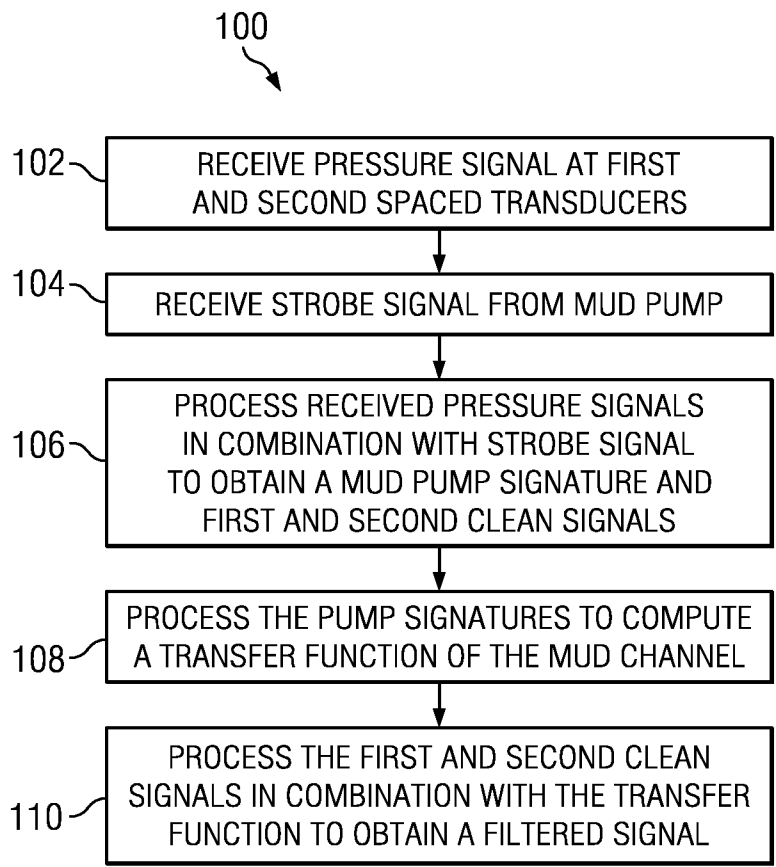 100
102
RECEIVE PRESSURE SIGNAL AT FIRST
AND SECOND SPACED TRANSDUCERS
104
RECEIVE STROBE SIGNAL FROM MUD PUMP
106
PROCESS RECEIVED PRESSURE SIGNALS
IN COMBINATION WITH STROBE SIGNAL
TO OBTAIN A MUD PUMP SIGNATURE AND
FIRST AND SECOND CLEAN SIGNALS
108
PROCESS THE PUMP SIGNATURES TO COMPUTE
A TRANSFER FUNCTION OF THE MUD CHANNEL
110
PROCESS THE FIRST AND SECOND CLEAN
SIGNALS IN COMBINATION WITH THE TRANSFER
FUNCTION TO OBTAIN A FILTERED SIGNAL